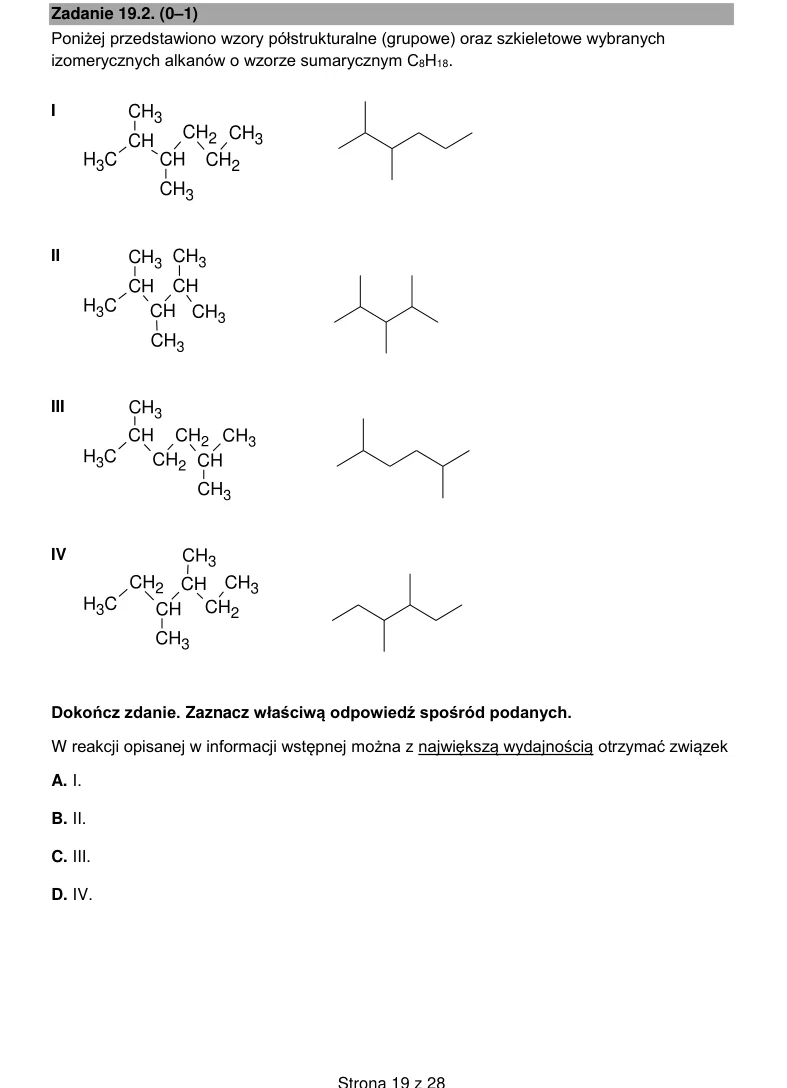 Zadanie 19.2. (0–1)
Poniżej przedstawiono wzory półstrukturalne (grupowe) oraz szkieletowe wybranych
izomerycznych alkanów o wzorze sumarycznym C₈H₁₈.
I
CH₃
CH CH₂ CH₃
H₃C CH CH₂
CH₃
II
CH₃ CH₃
CH CH
H₃C CH CH₃
CH₃
III
CH₃
CH CH₂ CH₃
H₃C CH₂ CH
CH₃
IV
CH₃
CH₂ CH CH₃
H₃C CH CH₂
CH₃
Dokończ zdanie. Zaznacz właściwą odpowiedź spośród podanych.
W reakcji opisanej w informacji wstępnej można z największą wydajnością otrzymać związek
A. I.
B. II.
C. III.
D. IV.
Strona 19 z 28